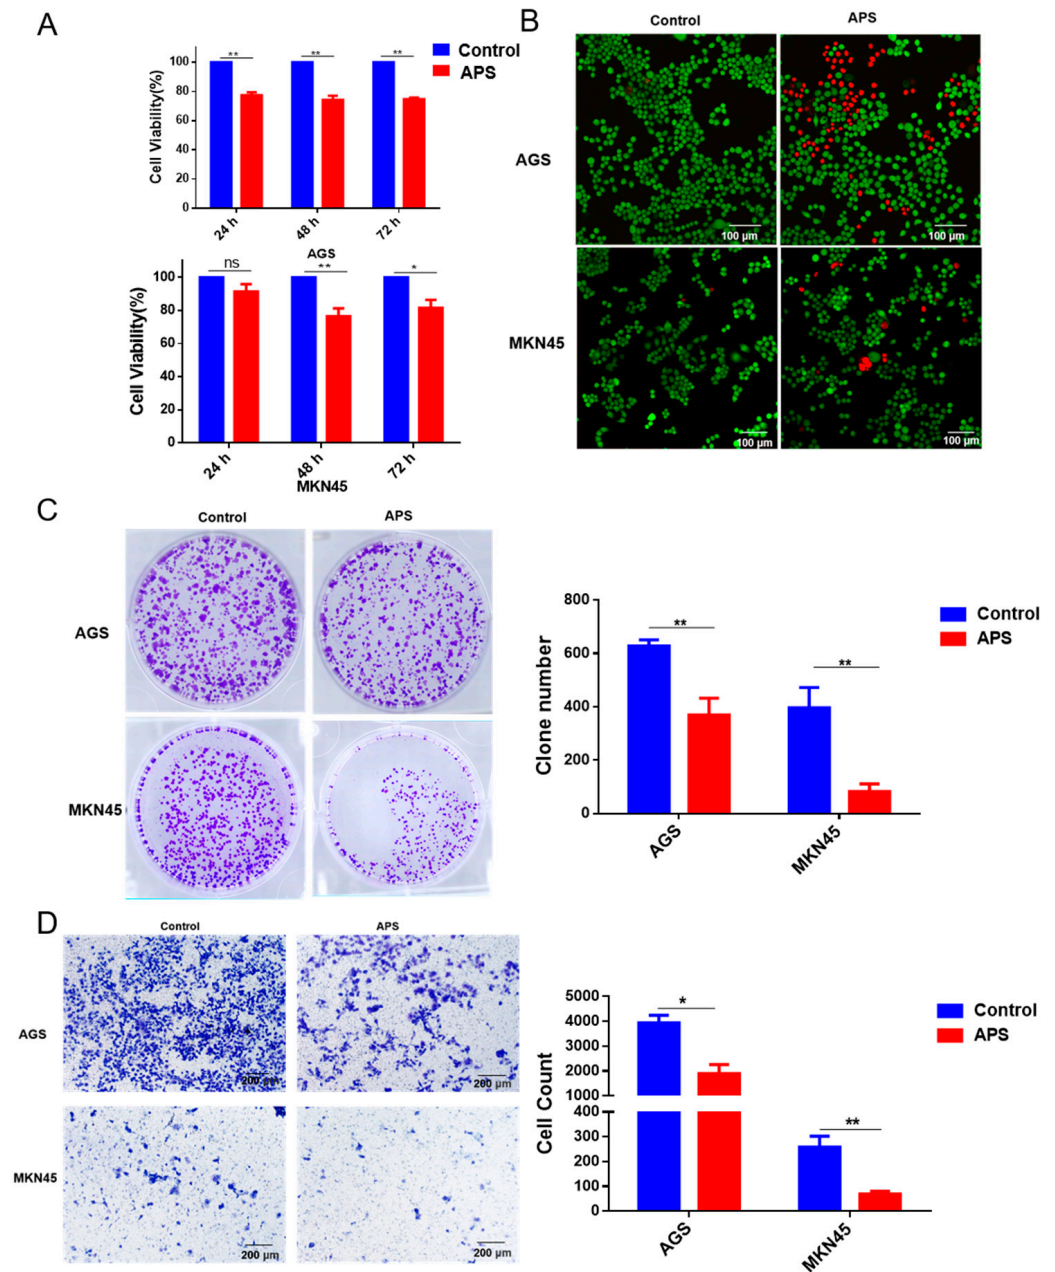 A
Control
APS
Cell Viability(%)
100
80
60
40
20
0
**
**
**
24 h
48 h
72 h
AGS
Cell Viability(%)
100
80
60
40
20
0
ns
**
*
24 h
48 h
72 h
MKN45
B
Control
APS
AGS
100 μm
100 μm
MKN45
100 μm
100 μm
C
Control
APS
AGS
MKN45
Clone number
800
600
400
200
0
**
**
Control
APS
AGS
MKN45
D
Control
APS
AGS
200 μm
200 μm
MKN45
200 μm
200 μm
Cell Count
5000
4000
3000
2000
1000
400
300
200
100
0
*
**
Control
APS
AGS
MKN45